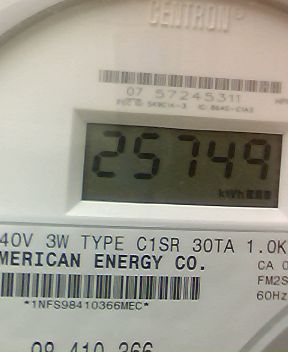 CENTRON®
07 57245311
25749
kWh
40V 3W TYPE C1SR 30TA 1.0K
MERICAN ENERGY CO.
CA 0
FM2S
*1NFS98410366MEC*
60Hz
98 410 366